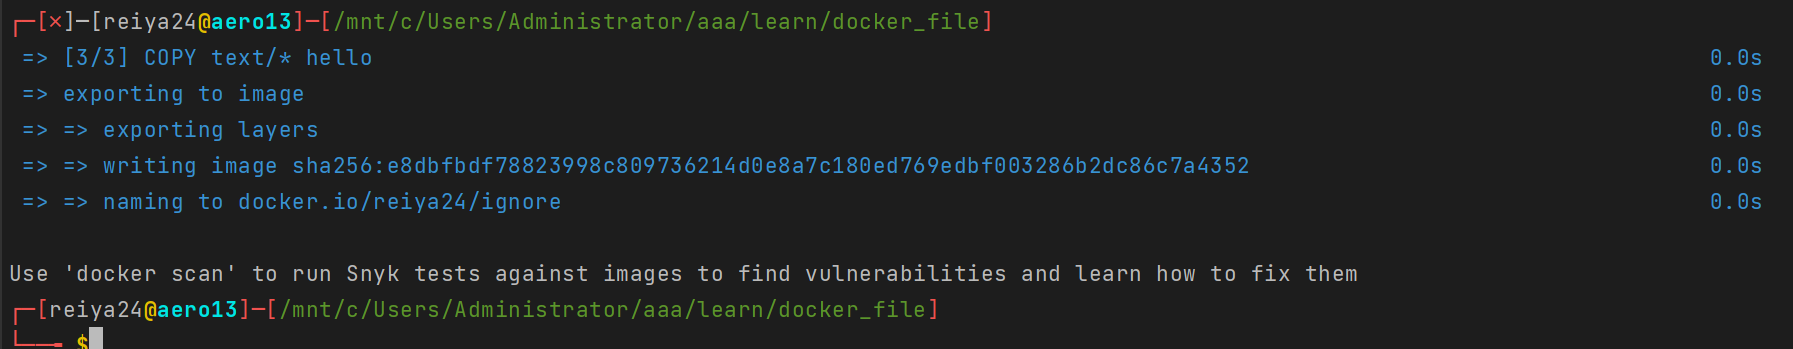 ┌─[✗]─[reiya24@aero13]─[/mnt/c/Users/Administrator/aaa/learn/docker_file]
=> [3/3] COPY text/* hello 0.0s
=> exporting to image 0.0s
=> => exporting layers 0.0s
=> => writing image sha256:e8dbfbdf78823998c809736214d0e8a7c180ed769edbf003286b2dc86c7a4352 0.0s
=> => naming to docker.io/reiya24/ignore 0.0s
Use 'docker scan' to run Snyk tests against images to find vulnerabilities and learn how to fix them
┌─[reiya24@aero13]─[/mnt/c/Users/Administrator/aaa/learn/docker_file]
└──╼ $